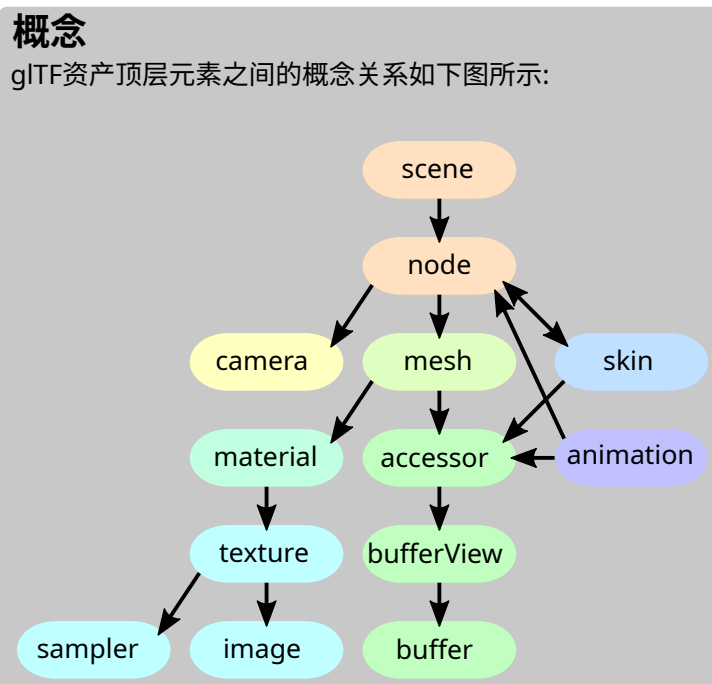 概念
glTF资产顶层元素之间的概念关系如下图所示:
scene
node
camera
mesh
skin
material
accessor
animation
texture
bufferView
sampler
image
buffer